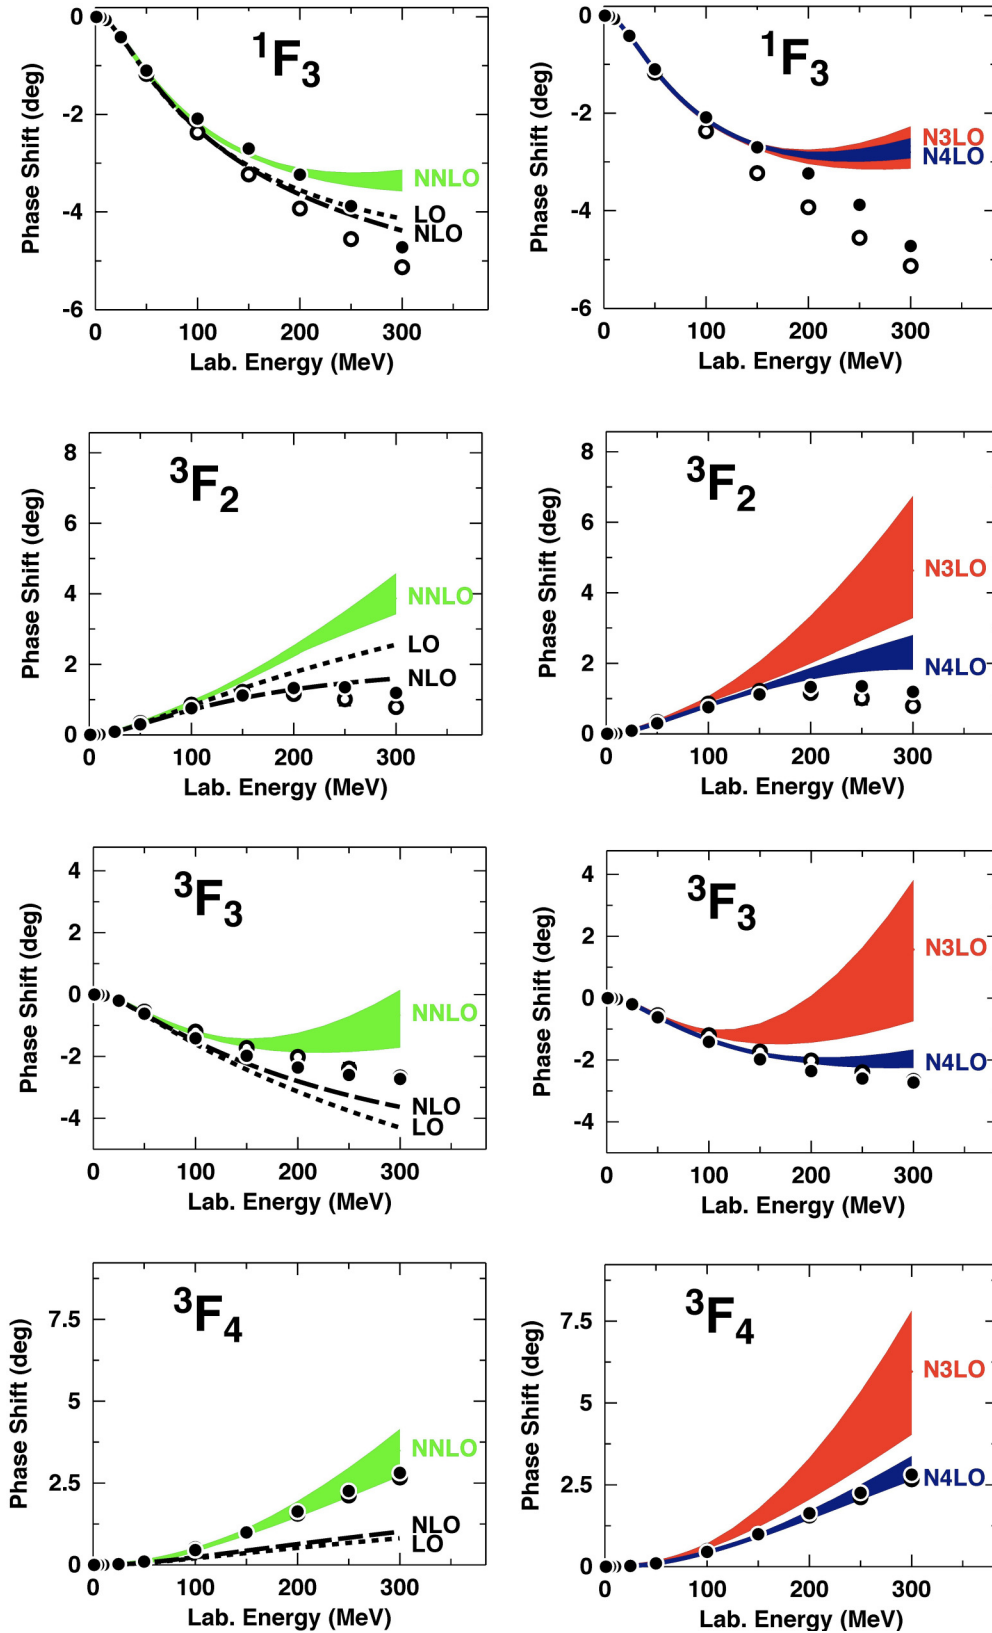 0
-2
-4
-6
Phase Shift (deg)
1F3
NNLO
LO
NLO
0 100 200 300
Lab. Energy (MeV)
0
-2
-4
-6
Phase Shift (deg)
1F3
N3LO
N4LO
0 100 200 300
Lab. Energy (MeV)
8
6
4
2
0
Phase Shift (deg)
3F2
NNLO
LO
NLO
0 100 200 300
Lab. Energy (MeV)
8
6
4
2
0
Phase Shift (deg)
3F2
N3LO
N4LO
0 100 200 300
Lab. Energy (MeV)
4
2
0
-2
-4
Phase Shift (deg)
3F3
NNLO
NLO
LO
0 100 200 300
Lab. Energy (MeV)
4
2
0
-2
-4
Phase Shift (deg)
3F3
N3LO
N4LO
0 100 200 300
Lab. Energy (MeV)
7.5
5
2.5
0
Phase Shift (deg)
3F4
NNLO
NLO
LO
0 100 200 300
Lab. Energy (MeV)
7.5
5
2.5
0
Phase Shift (deg)
3F4
N3LO
N4LO
0 100 200 300
Lab. Energy (MeV)